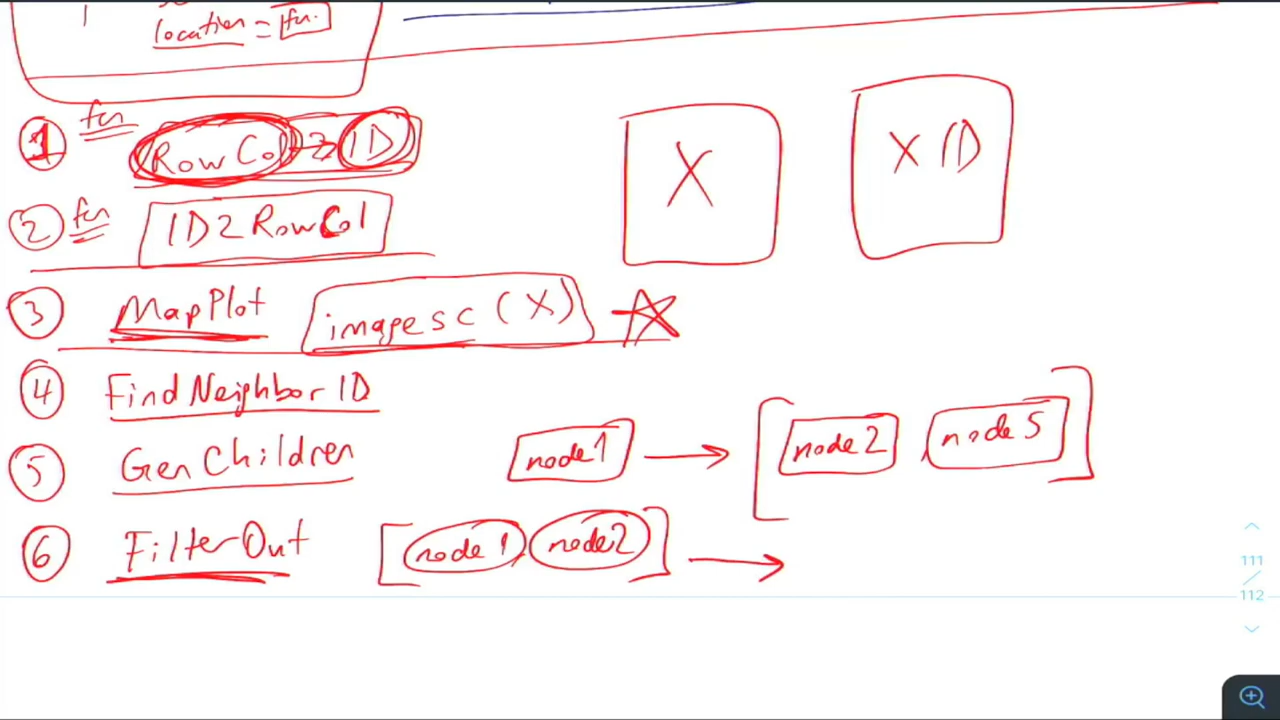 location = fcn.
1 fcn RowCol2ID
X
X ID
2 fcn ID2RowCol
3 MapPlot imagesc (X)
4 FindNeighborID
5 GenChildren node1 → [node2, node5]
6 FilterOut [node1, node2] →
111
/
112